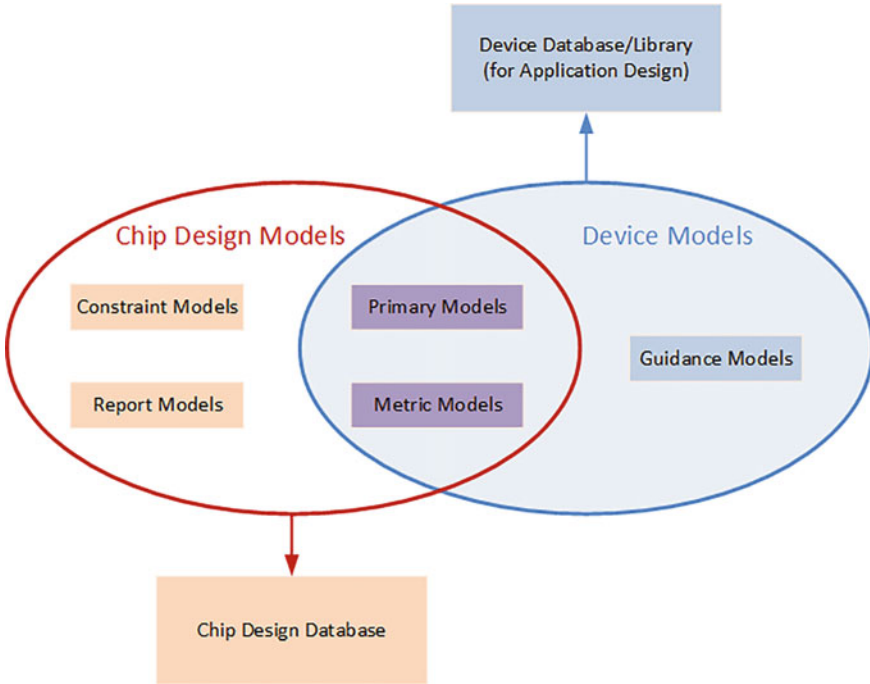 Device Database/Library
(for Application Design)
Chip Design Models
Device Models
Constraint Models
Primary Models
Guidance Models
Report Models
Metric Models
Chip Design Database